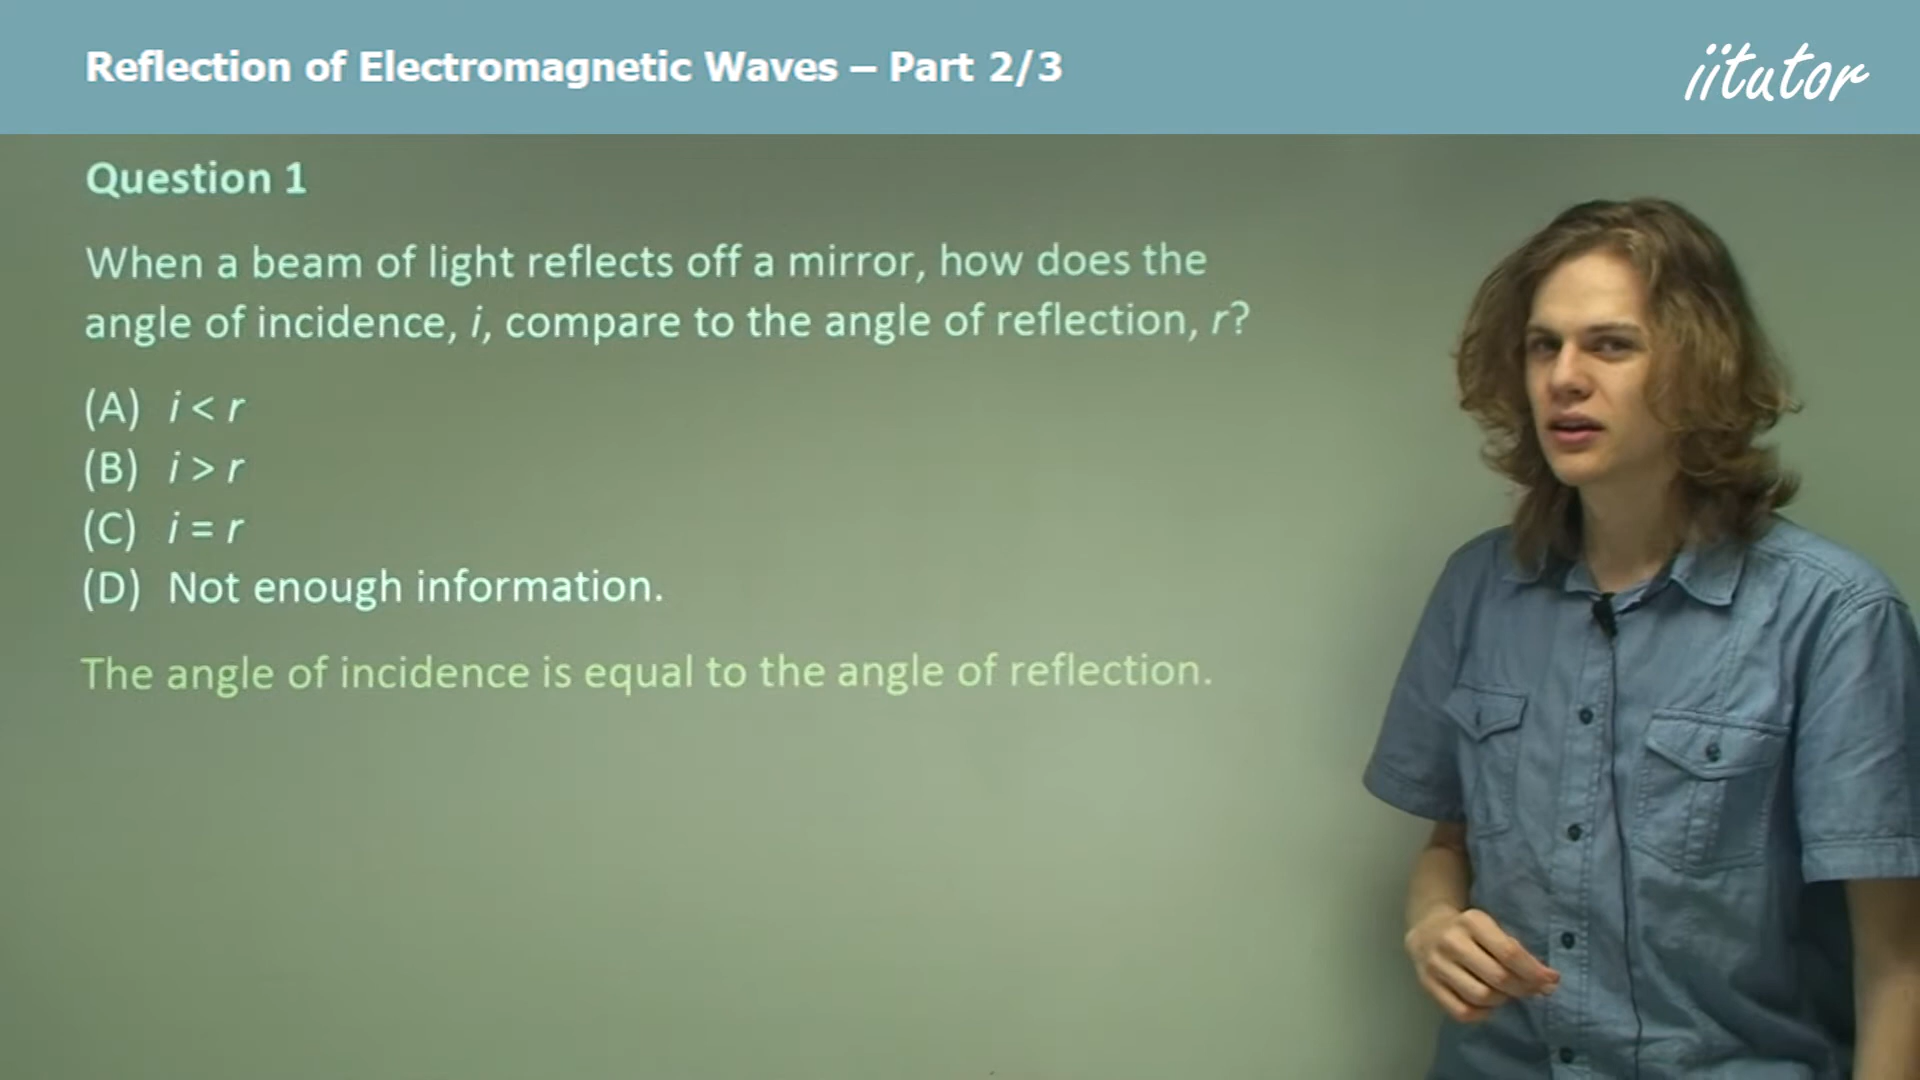 Reflection of Electromagnetic Waves – Part 2/3
iitutor
Question 1
When a beam of light reflects off a mirror, how does the
angle of incidence, i, compare to the angle of reflection, r?
(A) i < r
(B) i > r
(C) i = r
(D) Not enough information.
The angle of incidence is equal to the angle of reflection.